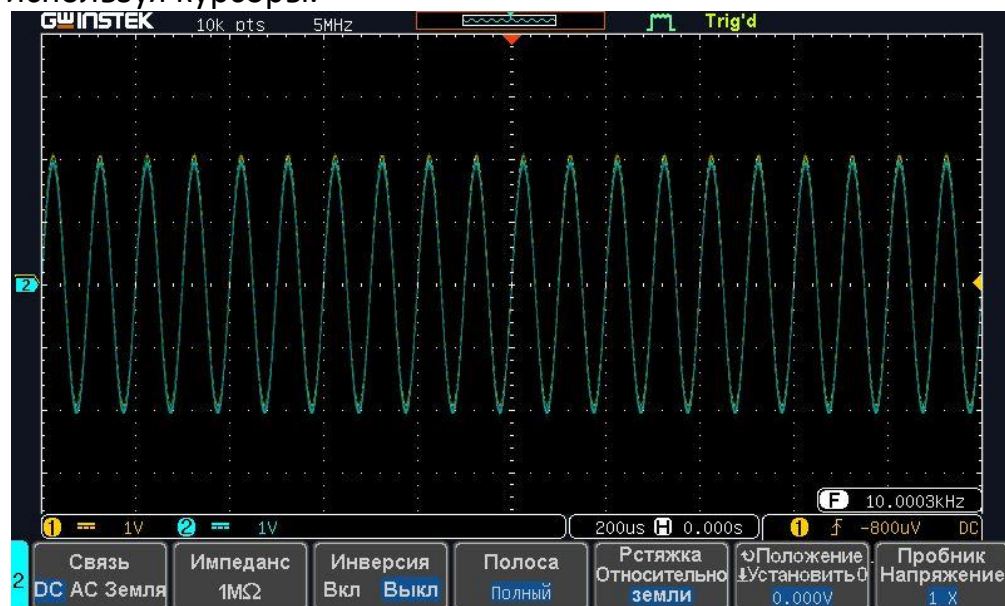 используя курсоры.
GWINSTEK 10k pts 5MHz Trig'd
2
F 10.0003kHz
1 1V 2 1V 200us H 0.000s 1 -800uV DC
2
Связь Импеданс Инверсия Полоса Рстяжка Относительно земли Положение Установить0 Пробник Напряжение
DC AC Земля 1MΩ Вкл Выкл Полный 0.000V 1 X